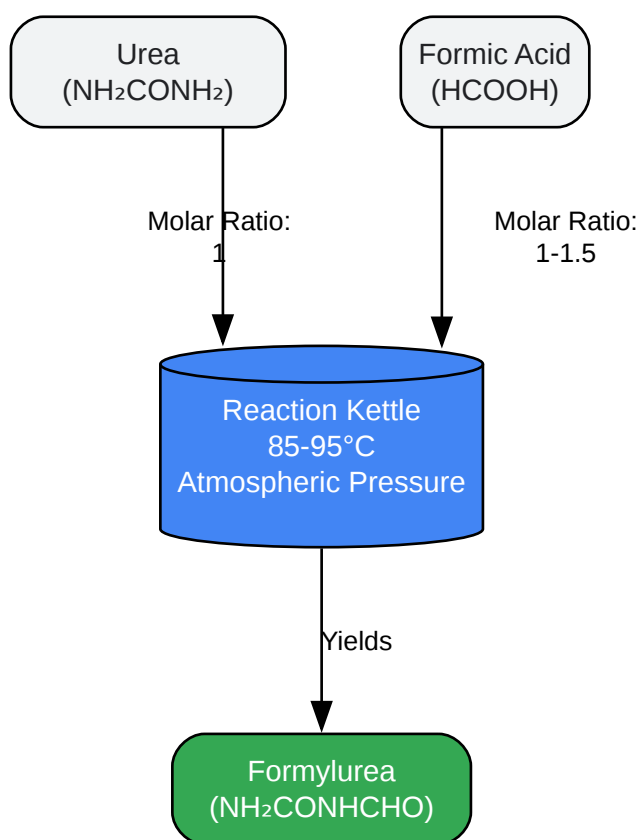 Urea
(NH₂CONH₂)
Formic Acid
(HCOOH)
Molar Ratio:
1
Molar Ratio:
1-1.5
Reaction Kettle
85-95°C
Atmospheric Pressure
Yields
Formylurea
(NH₂CONHCHO)